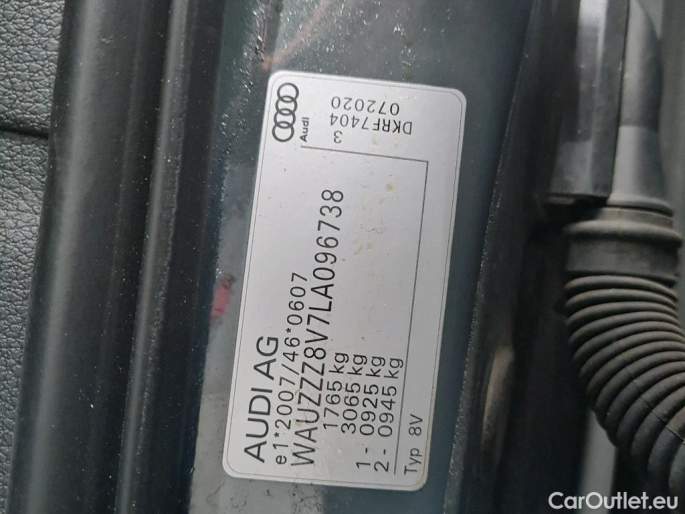 AUDI AG
e1*2007/46*0607
WAUZZZ8V7LA096738
1765 kg
3065 kg
1 - 0925 kg
2 - 0945 kg
Typ 8V
Audi
3
DKRF7404
072020
CarOutlet.eu